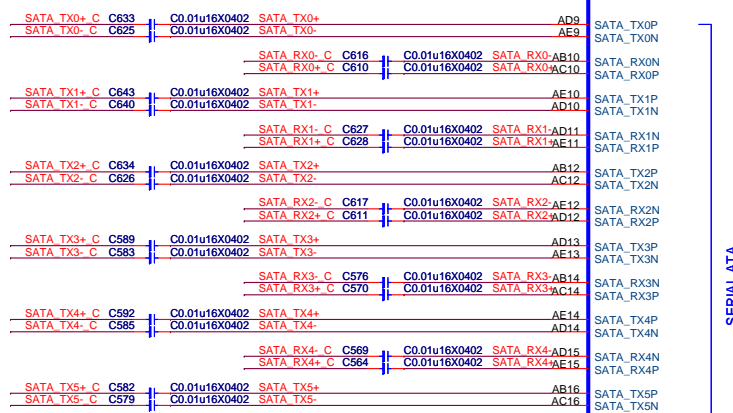 SATA_TX0+_C C633 C0.01u16X0402 SATA_TX0+ AD9 SATA_TX0P
SATA_TX0-_C C625 C0.01u16X0402 SATA_TX0- AE9 SATA_TX0N
SATA_RX0-_C C616 C0.01u16X0402 SATA_RX0- AB10 SATA_RX0N
SATA_RX0+_C C610 C0.01u16X0402 SATA_RX0+ AC10 SATA_RX0P
SATA_TX1+_C C643 C0.01u16X0402 SATA_TX1+ AE10 SATA_TX1P
SATA_TX1-_C C640 C0.01u16X0402 SATA_TX1- AD10 SATA_TX1N
SATA_RX1-_C C627 C0.01u16X0402 SATA_RX1- AD11 SATA_RX1N
SATA_RX1+_C C628 C0.01u16X0402 SATA_RX1+ AE11 SATA_RX1P
SATA_TX2+_C C634 C0.01u16X0402 SATA_TX2+ AB12 SATA_TX2P
SATA_TX2-_C C626 C0.01u16X0402 SATA_TX2- AC12 SATA_TX2N
SATA_RX2-_C C617 C0.01u16X0402 SATA_RX2- AE12 SATA_RX2N
SATA_RX2+_C C611 C0.01u16X0402 SATA_RX2+ AD12 SATA_RX2P
SATA_TX3+_C C589 C0.01u16X0402 SATA_TX3+ AD13 SATA_TX3P
SATA_TX3-_C C583 C0.01u16X0402 SATA_TX3- AE13 SATA_TX3N
SATA_RX3-_C C576 C0.01u16X0402 SATA_RX3- AB14 SATA_RX3N
SATA_RX3+_C C570 C0.01u16X0402 SATA_RX3+ AC14 SATA_RX3P
SATA_TX4+_C C592 C0.01u16X0402 SATA_TX4+ AE14 SATA_TX4P
SATA_TX4-_C C585 C0.01u16X0402 SATA_TX4- AD14 SATA_TX4N
SATA_RX4-_C C569 C0.01u16X0402 SATA_RX4- AD15 SATA_RX4N
SATA_RX4+_C C564 C0.01u16X0402 SATA_RX4+ AE15 SATA_RX4P
SATA_TX5+_C C582 C0.01u16X0402 SATA_TX5+ AB16 SATA_TX5P
SATA_TX5-_C C579 C0.01u16X0402 SATA_TX5- AC16 SATA_TX5N
SERIAL ATA